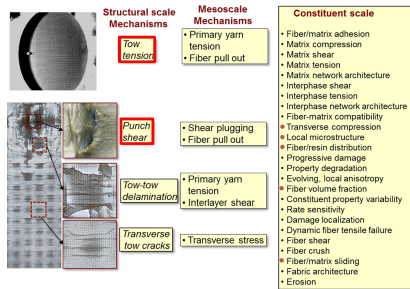 Structural scale
Mechanisms
Mesoscale
Mechanisms
Constituent scale
Tow
tension
• Primary yarn
tension
• Fiber pull out
Punch
shear
• Shear plugging
• Fiber pull out
Tow-tow
delamination
• Primary yarn
tension
• Interlayer shear
Transverse
tow cracks
• Transverse stress
• Fiber/matrix adhesion
• Matrix compression
• Matrix shear
• Matrix tension
• Matrix network architecture
• Interphase shear
• Interphase tension
• Interphase network architecture
• Fiber-matrix compatibility
• Transverse compression
• Local microstructure
• Fiber/resin distribution
• Progressive damage
• Property degradation
• Evolving, local anisotropy
• Fiber volume fraction
• Constituent property variability
• Rate sensitivity
• Damage localization
• Dynamic fiber tensile failure
• Fiber shear
• Fiber crush
• Fiber/matrix sliding
• Fabric architecture
• Erosion